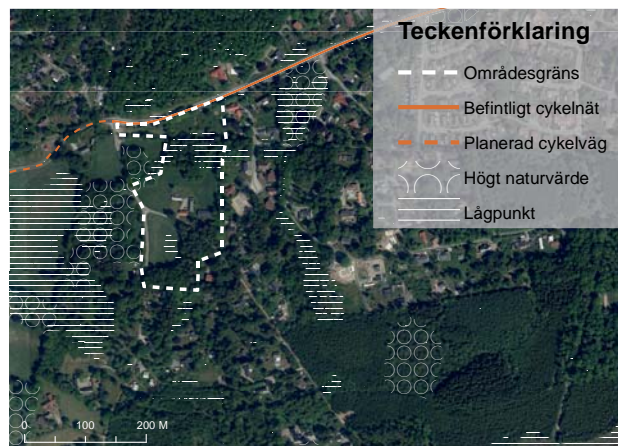 Teckenförklaring
Områdesgräns
Befintligt cykelnät
Planerad cykelväg
Högt naturvärde
Lågpunkt
0 100 200 M